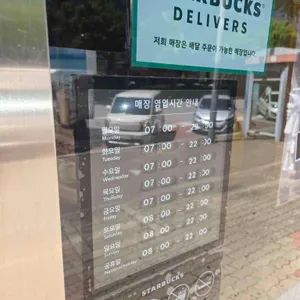 STARBUCKS
DELIVERS
저희 매장은 배달 주문이 가능한 매장입니다.
매장 영업시간 안내
월요일 07:00 - 22:00
Monday
화요일 07:00 - 22:00
Tuesday
수요일 07:00 - 22:00
Wednesday
목요일 07:00 - 22:00
Thursday
금요일 07:00 - 22:00
Friday
토요일 08:00 - 22:00
Saturday
일요일 08:00 - 22:00
Sunday
공휴일 08:00 - 22:00
National holiday
STARBUCKS